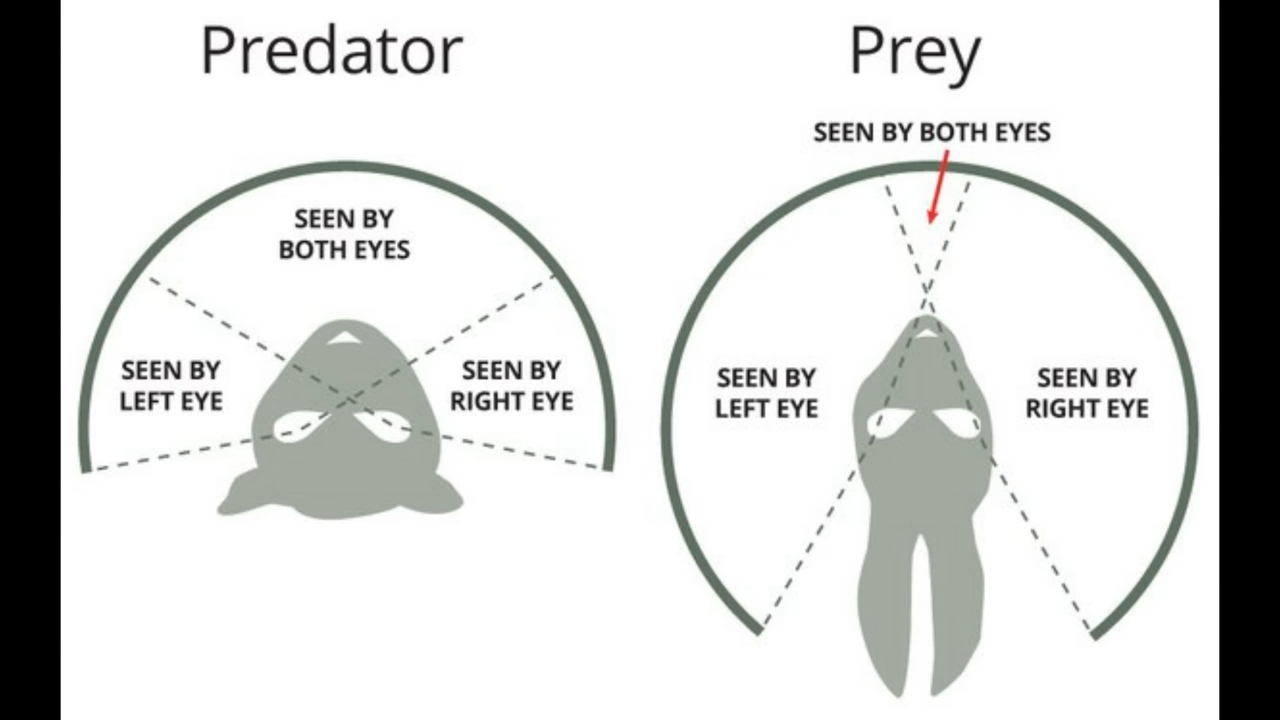 Predator
SEEN BY
BOTH EYES
SEEN BY
LEFT EYE
SEEN BY
RIGHT EYE
Prey
SEEN BY BOTH EYES
SEEN BY
LEFT EYE
SEEN BY
RIGHT EYE